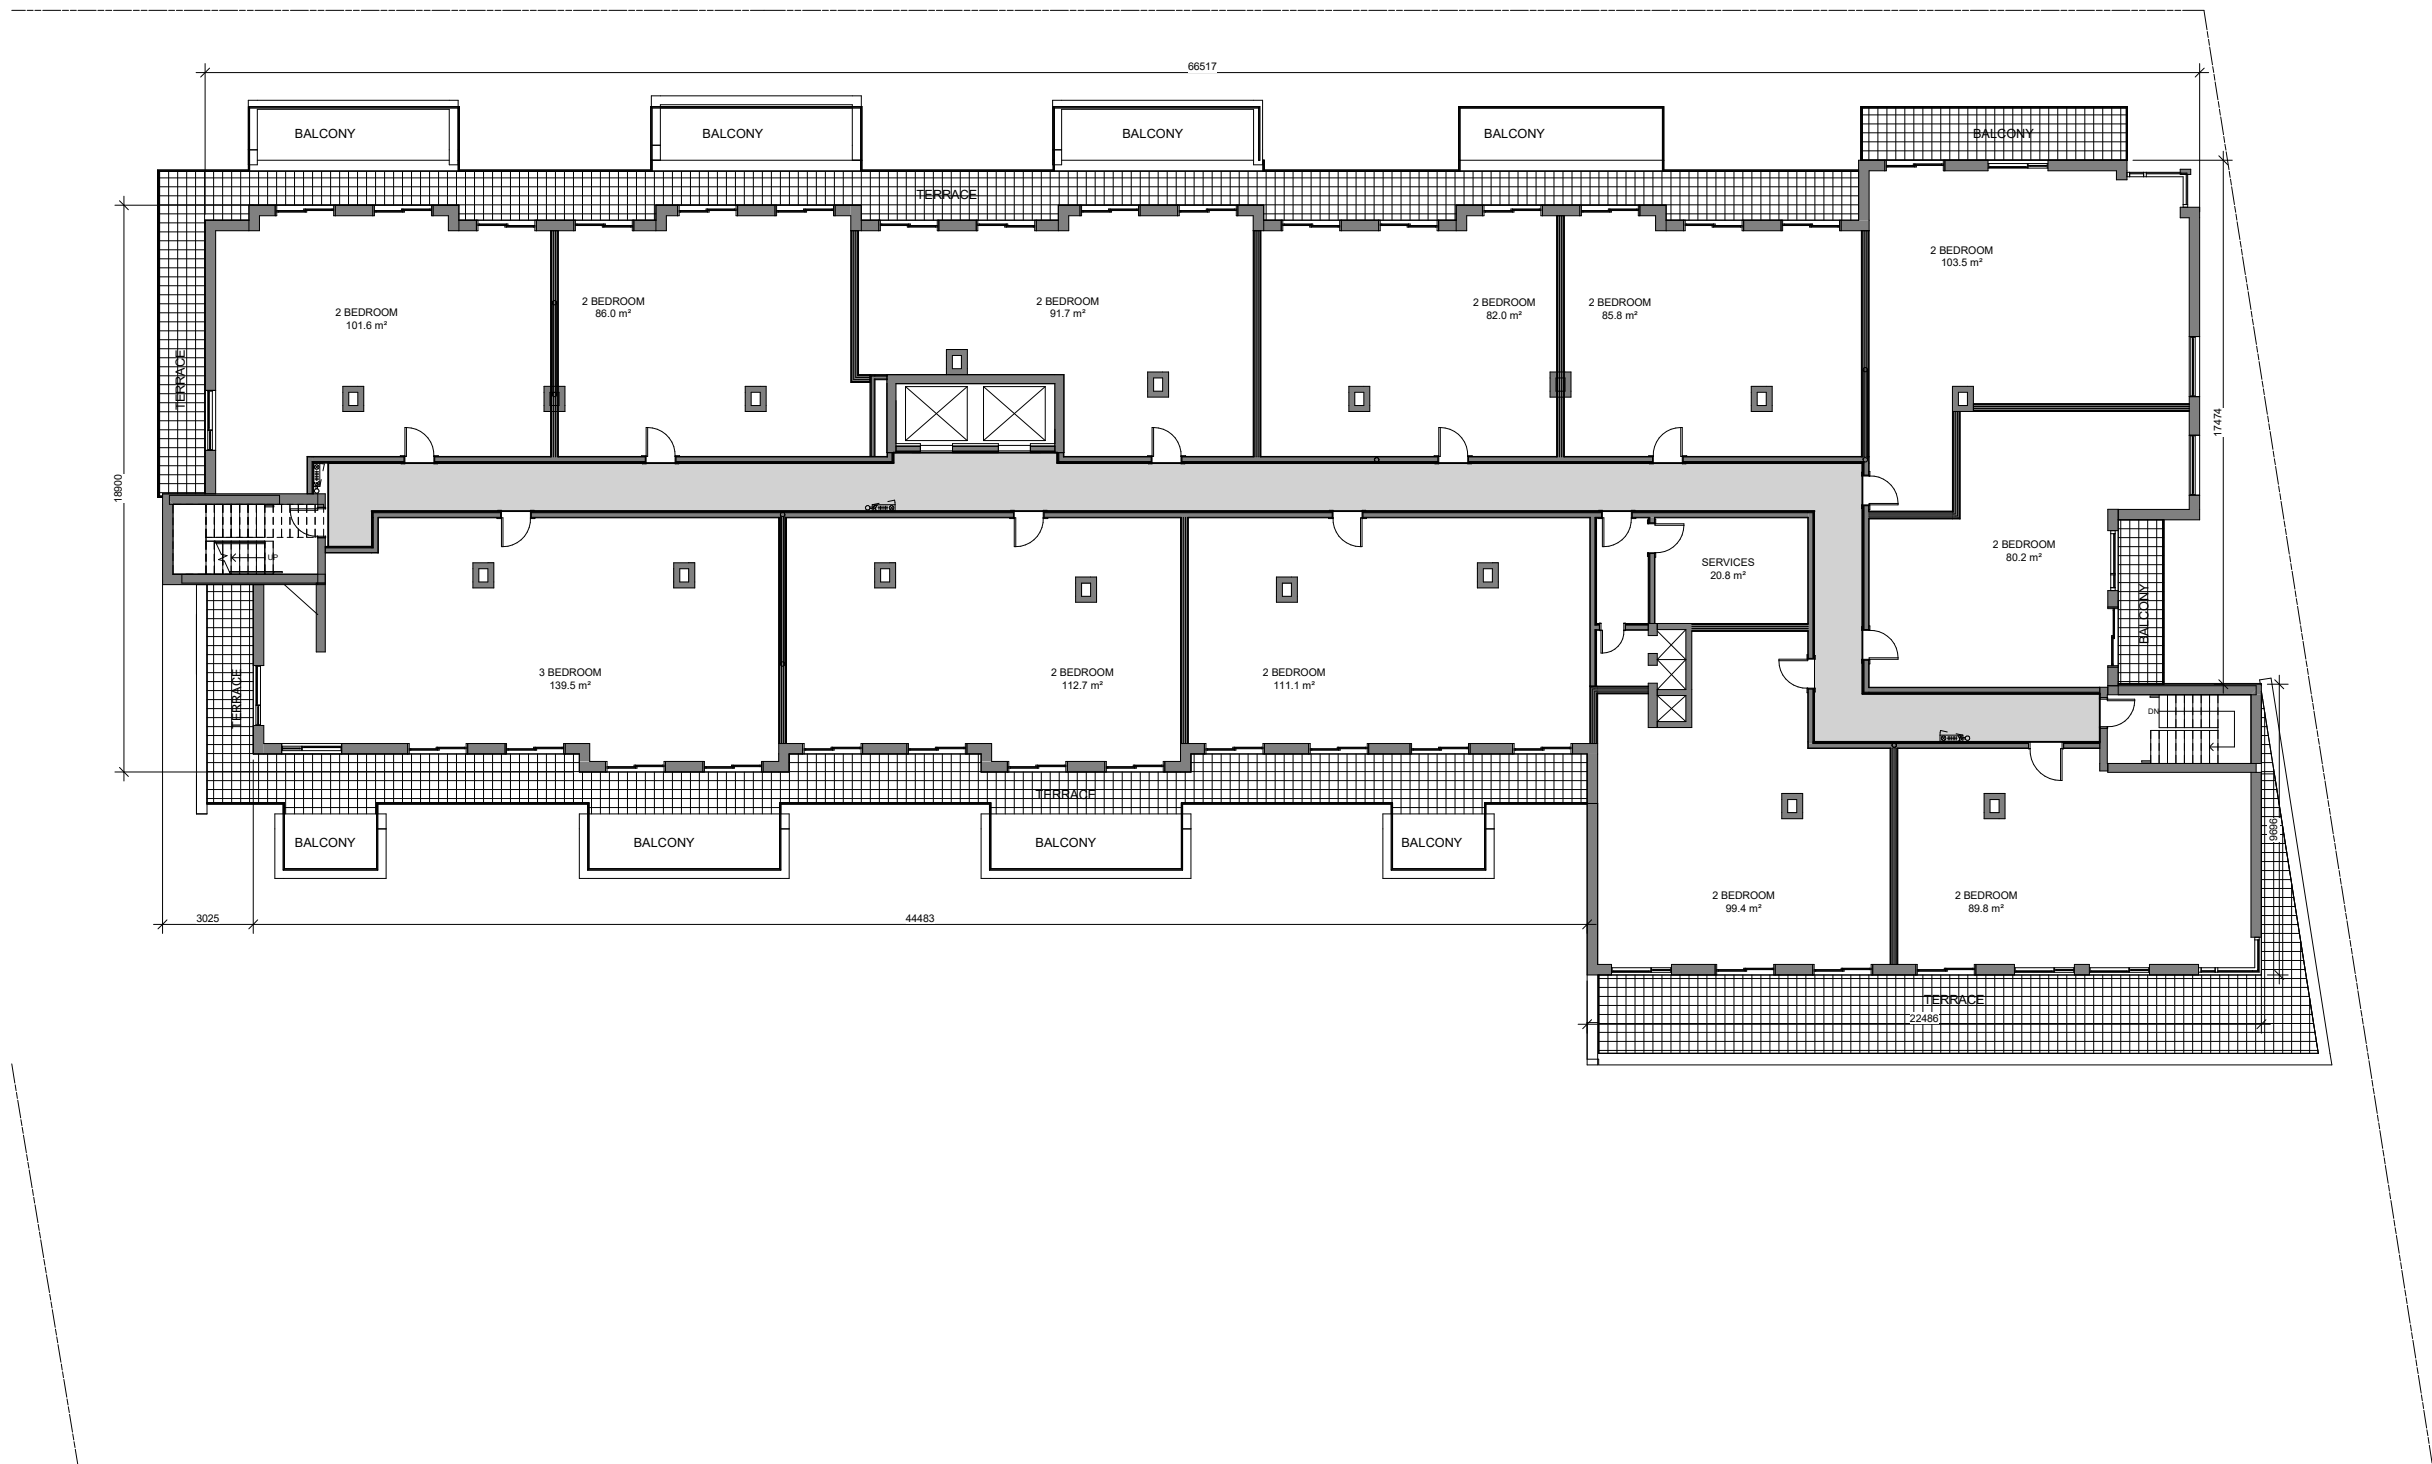 66517
BALCONY
BALCONY
BALCONY
BALCONY
BALCONY
TERRACE
2 BEDROOM
103.5 m²
2 BEDROOM
101.6 m²
2 BEDROOM
86.0 m²
2 BEDROOM
91.7 m²
2 BEDROOM
82.0 m²
2 BEDROOM
85.8 m²
TERRACE
17474
18900
UP
2 BEDROOM
80.2 m²
SERVICES
20.8 m²
BALCONY
3 BEDROOM
139.5 m²
2 BEDROOM
112.7 m²
2 BEDROOM
111.1 m²
TERRACE
DN
TERRACE
9696
BALCONY
BALCONY
BALCONY
BALCONY
2 BEDROOM
99.4 m²
2 BEDROOM
89.8 m²
3025
44483
TERRACE
22486